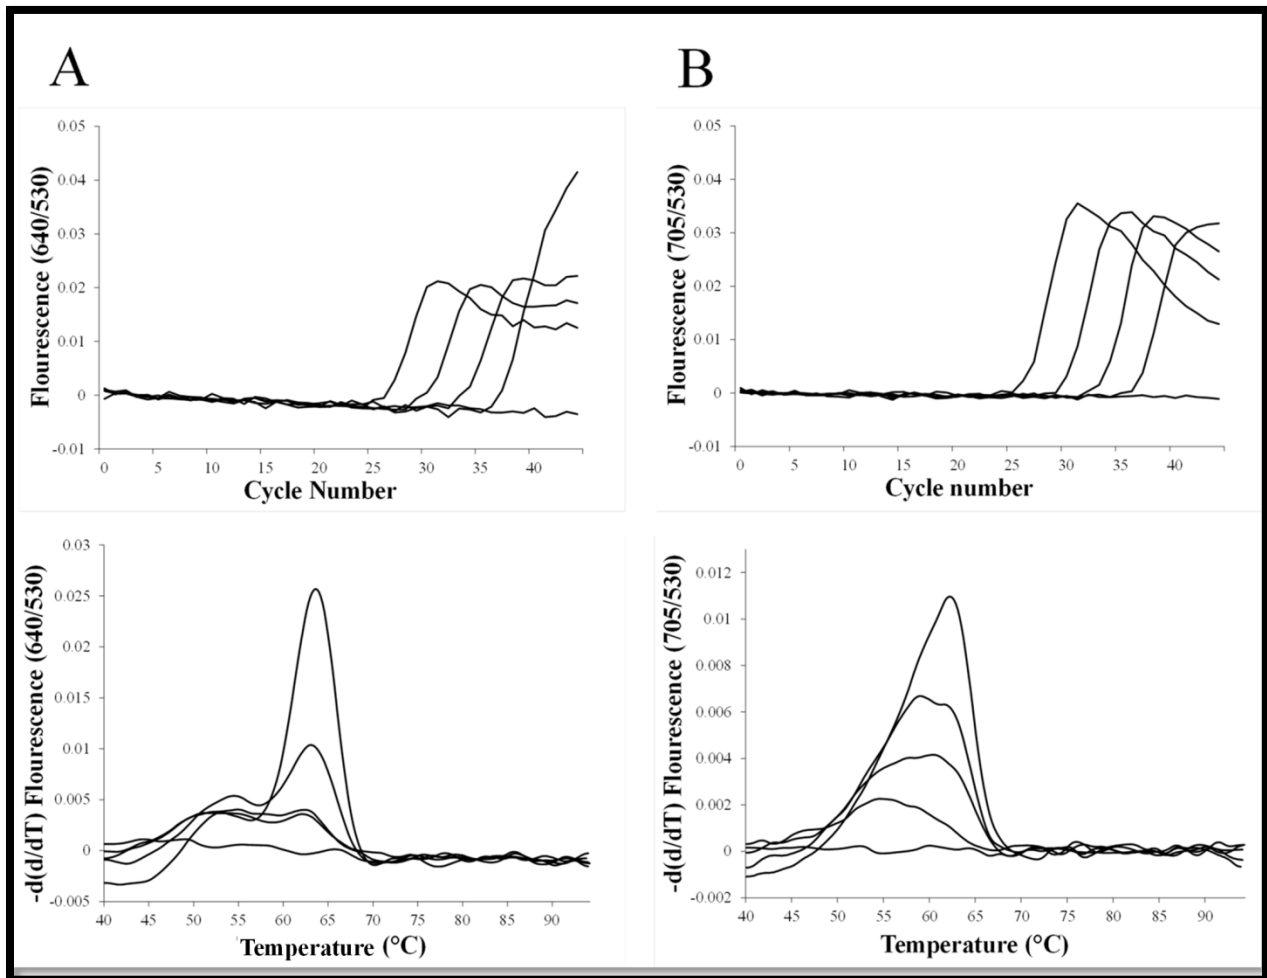 A
B
Flourescence (640/530)
0.05
0.04
0.03
0.02
0.01
0
-0.01
0 5 10 15 20 25 30 35 40
Cycle Number
Flourescence (705/530)
0.05
0.04
0.03
0.02
0.01
0
-0.01
0 5 10 15 20 25 30 35 40
Cycle number
-d(d/dT) Flourescence (640/530)
0.03
0.025
0.02
0.015
0.01
0.005
0
-0.005
40 45 50 55 60 65 70 75 80 85 90
Temperature (°C)
-d(d/dT) Flourescence (705/530)
0.012
0.01
0.008
0.006
0.004
0.002
0
-0.002
40 45 50 55 60 65 70 75 80 85 90
Temperature (°C)